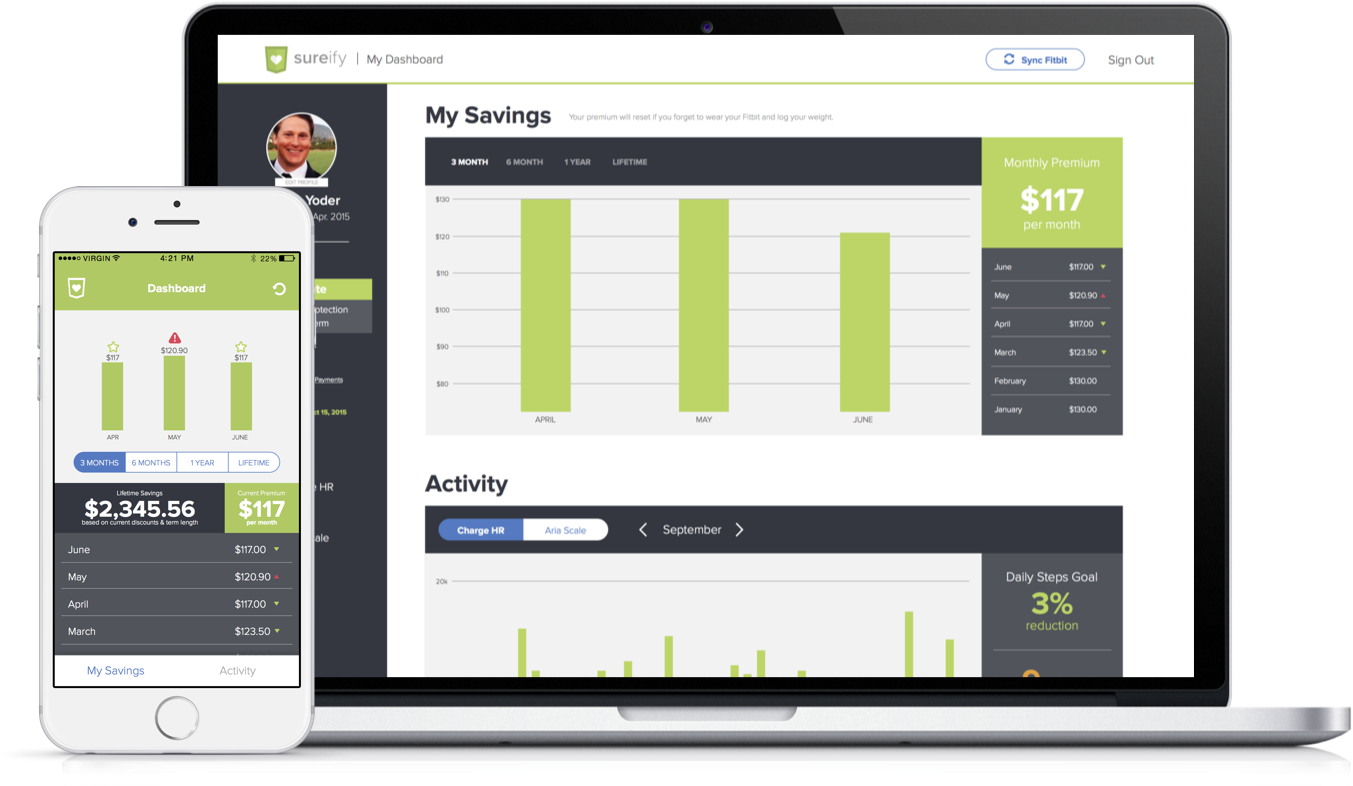 sureify | My Dashboard
Sync Fitbit
Sign Out
EDIT PROFILE
Yoder
Apr. 2015
Payments
15, 2015
HR
My Savings
Your premium will reset if you forget to wear your Fitbit and log your weight.
3 MONTH 6 MONTH 1 YEAR LIFETIME
$130
$120
$110
$100
$90
$80
APRIL MAY JUNE
Monthly Premium
$117
per month
June $117.00
May $120.90
April $117.00
March $123.50
February $130.00
January $130.00
Activity
Charge HR Aria Scale September
20k
Daily Steps Goal
3%
reduction
VIRGIN 4:21 PM 22%
Dashboard
$117 $120.90 $117
APR MAY JUNE
3 MONTHS 6 MONTHS 1 YEAR LIFETIME
Lifetime Savings
$2,345.56
based on current discounts & term length
Current Premium
$117
per month
June $117.00
May $120.90
April $117.00
March $123.50
My Savings Activity